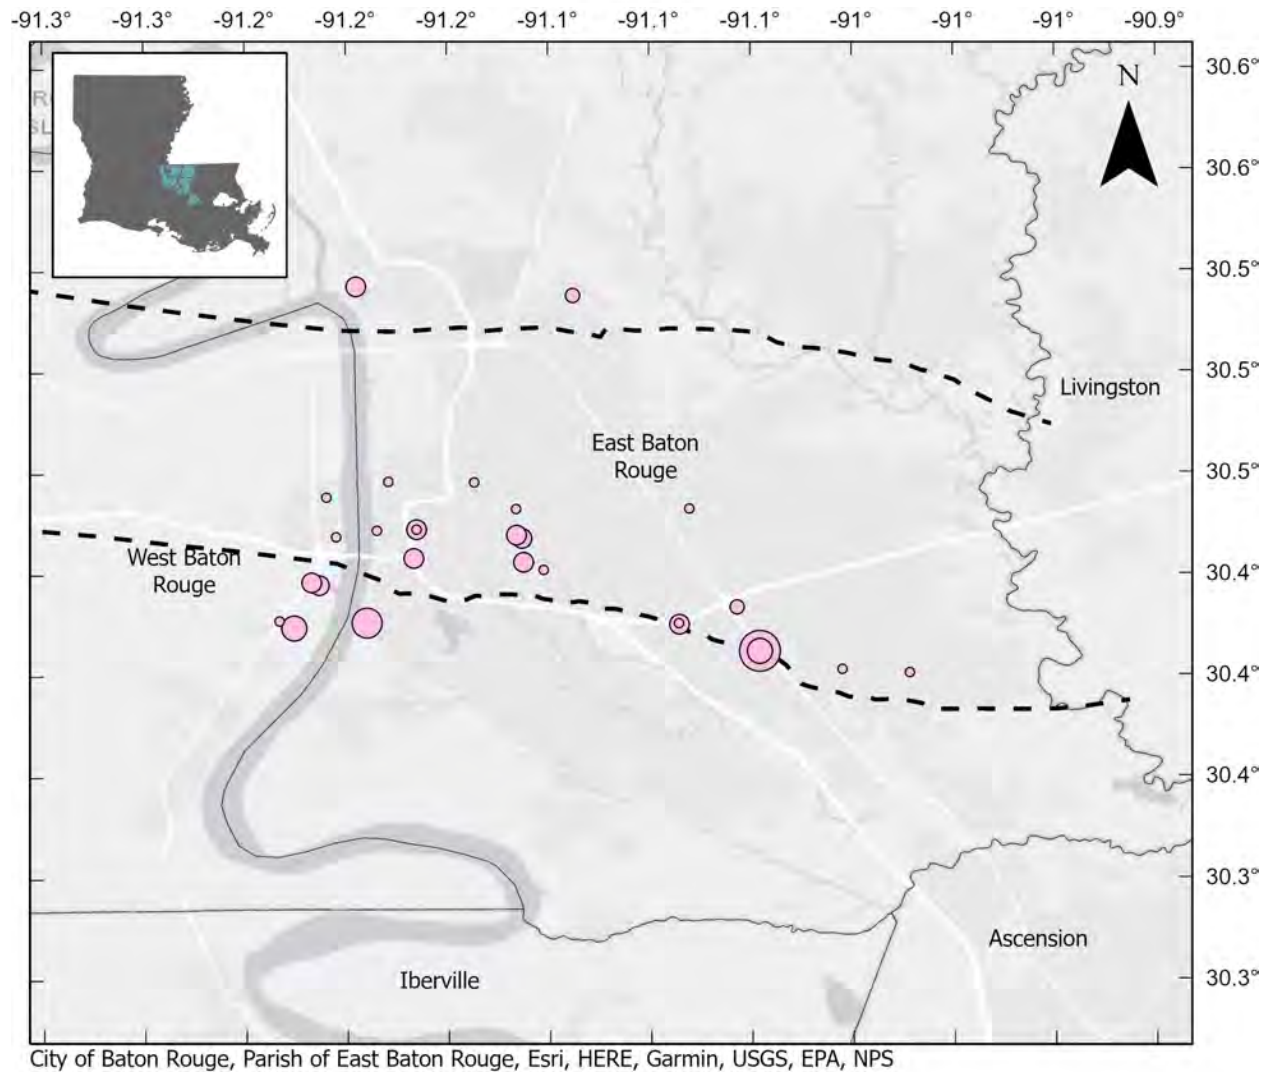 -91.3° -91.3° -91.2° -91.2° -91.2° -91.1° -91.1° -91.1° -91° -91° -91° -90.9°
30.6°
N
R
SL
30.6°
30.5°
30.5°
Livingston
East Baton
Rouge
30.5°
West Baton
Rouge
30.4°
30.4°
30.4°
30.3°
Ascension
Iberville
30.3°
City of Baton Rouge, Parish of East Baton Rouge, Esri, HERE, Garmin, USGS, EPA, NPS